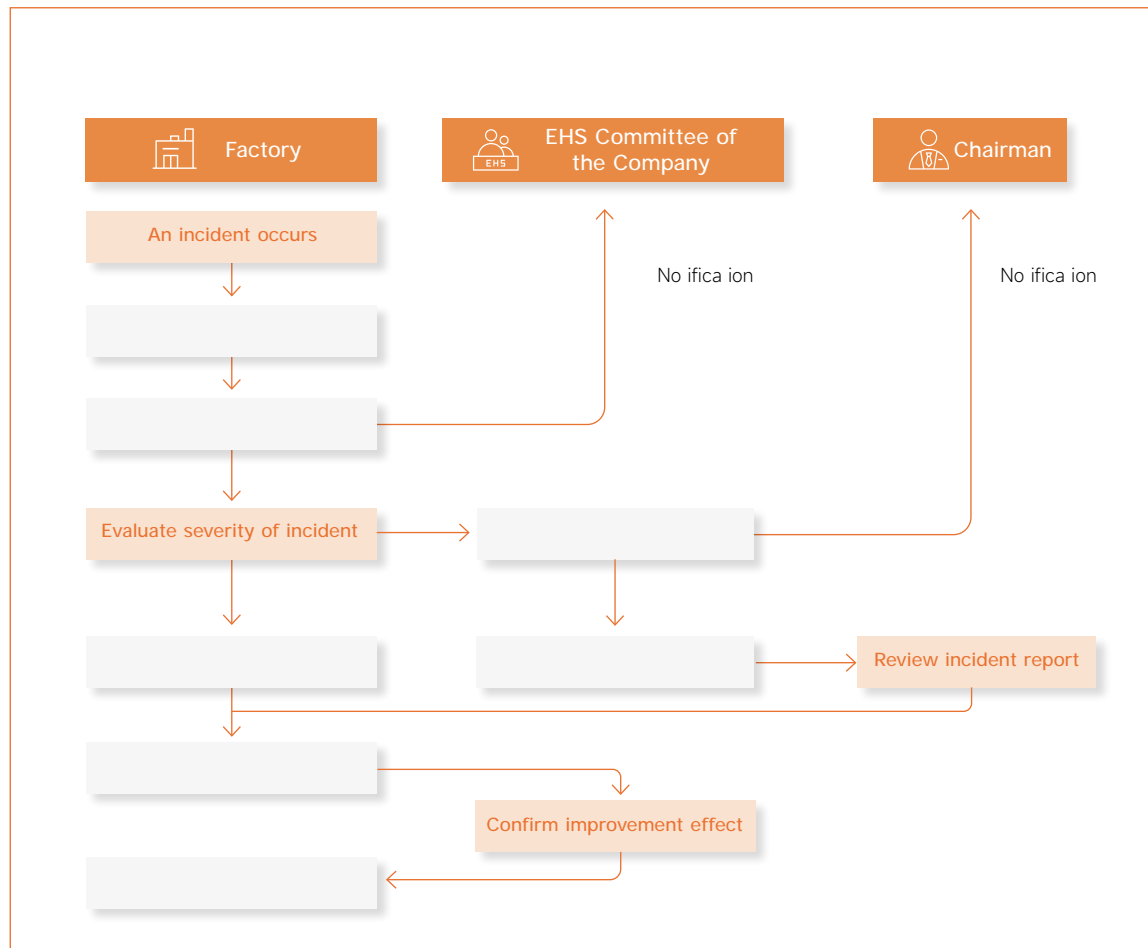 Factory
EHS
EHS Committee of
the Company
Chairman
An incident occurs
No ifica ion
No ifica ion
Evaluate severity of incident
Review incident report
Confirm improvement effect